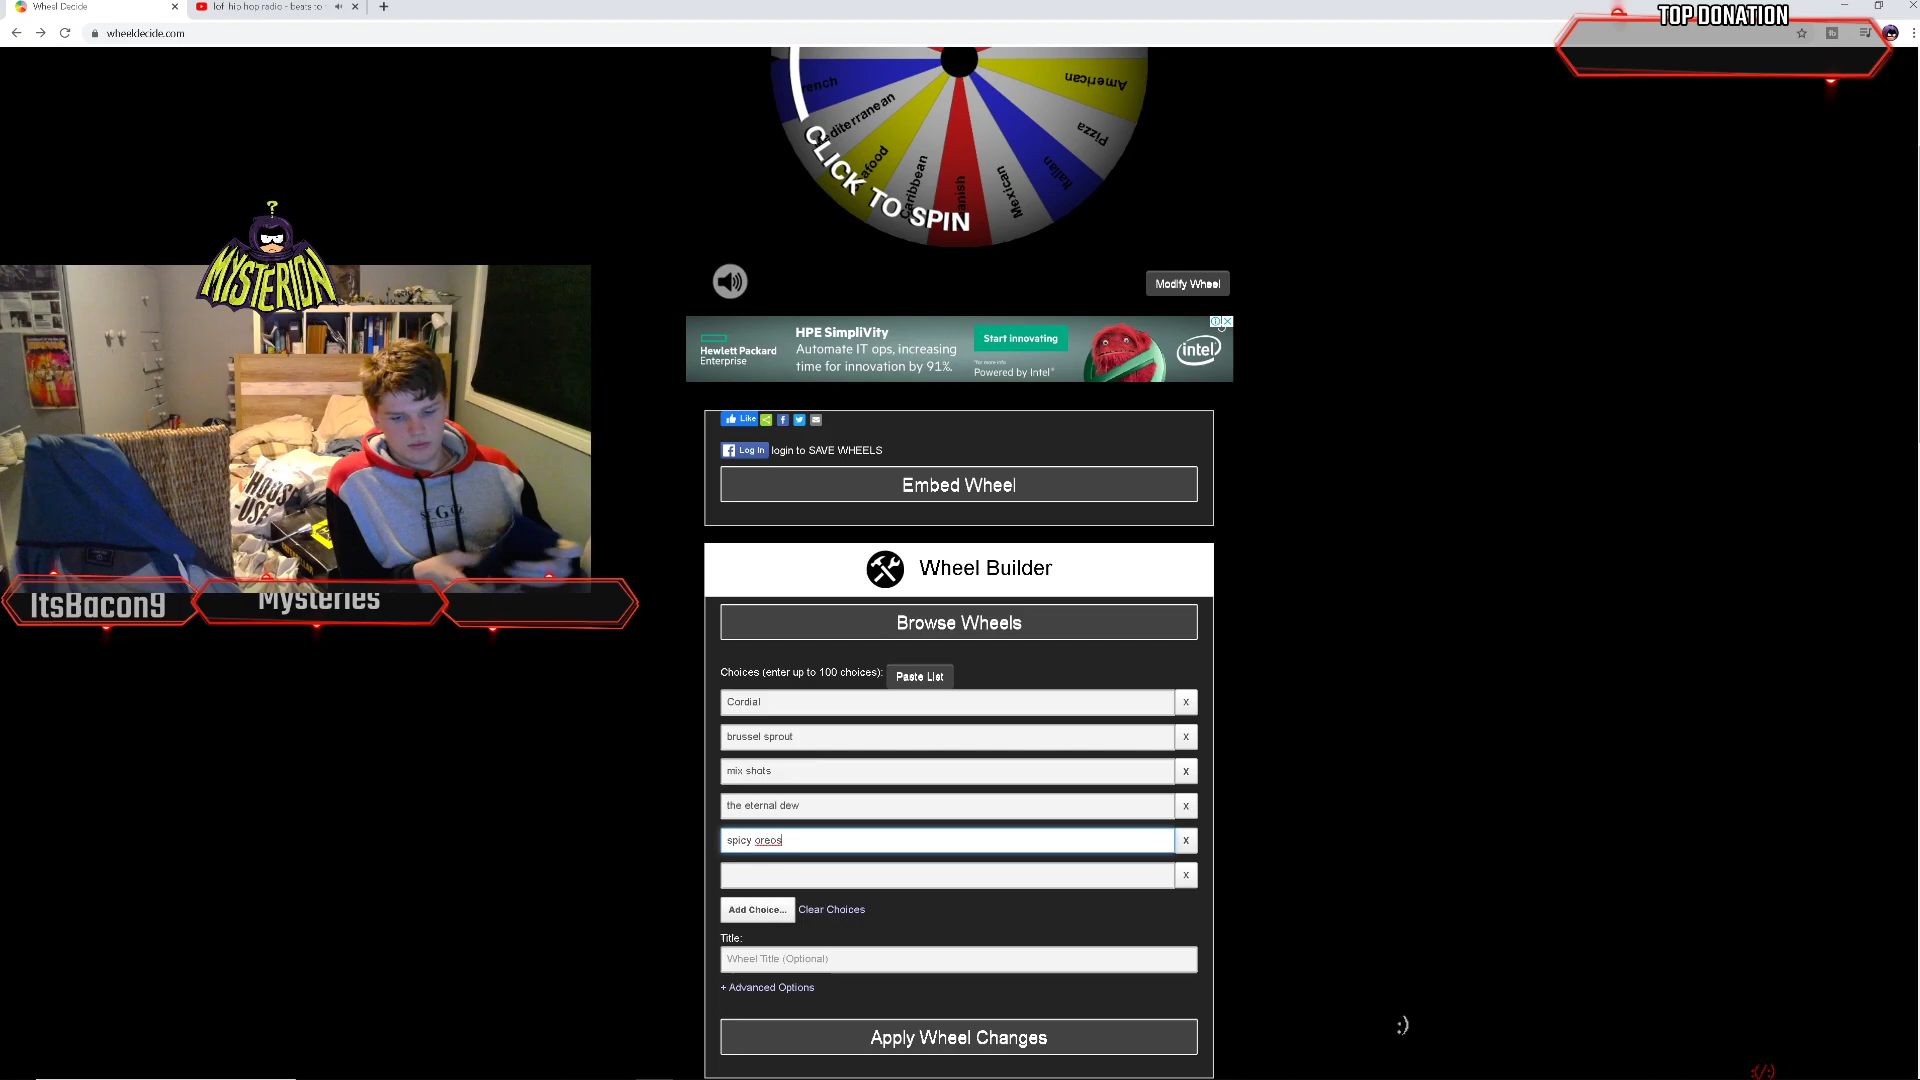 Wheel Decide
lofi hip hop radio - beats to
TOP DONATION
wheeldecide.com
American
Pizza
Italian
Mexican
Caribbean
CLICK TO SPIN
?
MYSTERION
Modify Wheel
Hewlett Packard
Enterprise
HPE SimpliVity
Automate IT ops, increasing
time for innovation by 91%.
Start innovating
Powered by Intel®
intel
Like
Log In login to SAVE WHEELS
Embed Wheel
HOUSE
-USE
Wheel Builder
ItsBacon9
Mysteries
Browse Wheels
Choices (enter up to 100 choices): Paste List
Cordial X
brussel sprout X
mix shots X
the eternal dew X
spicy oreos X
X
Add Choice... Clear Choices
Title:
Wheel Title (Optional)
+ Advanced Options
Apply Wheel Changes
:)
:(/:)